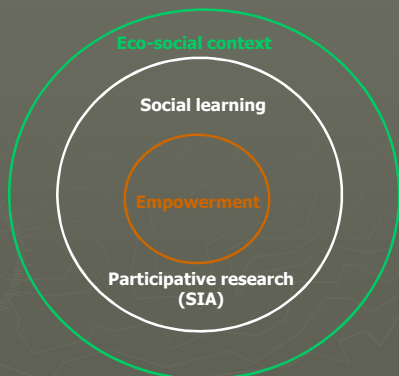 Eco-social context
Social learning
Empowerment
Participative research
(SIA)